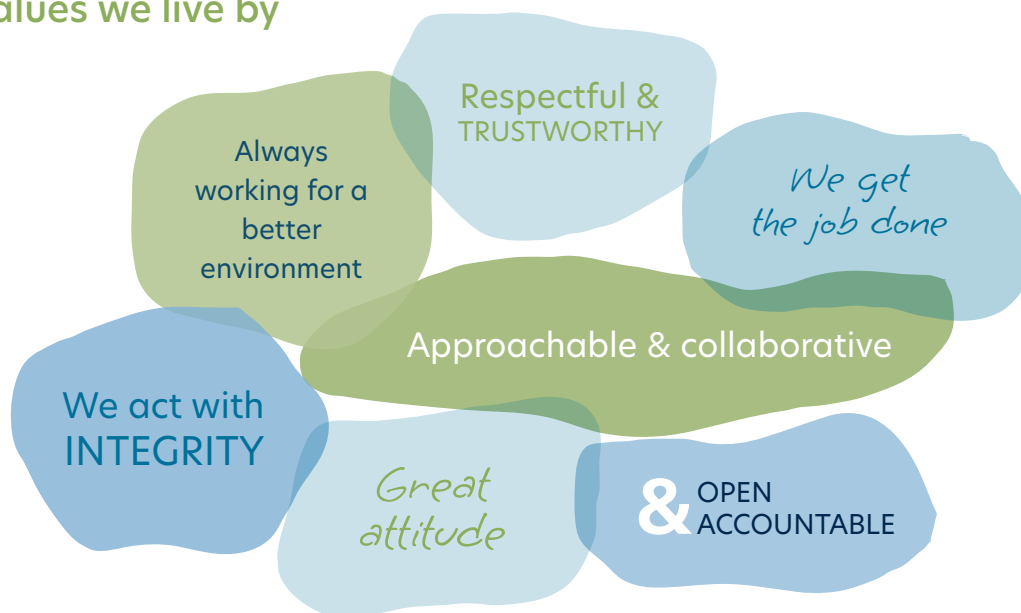 alues we live by
Respectful &
TRUSTWORTHY
Always
working for a
better
environment
We get
the job done
Approachable & collaborative
We act with
INTEGRITY
Great
attitude
& OPEN
ACCOUNTABLE